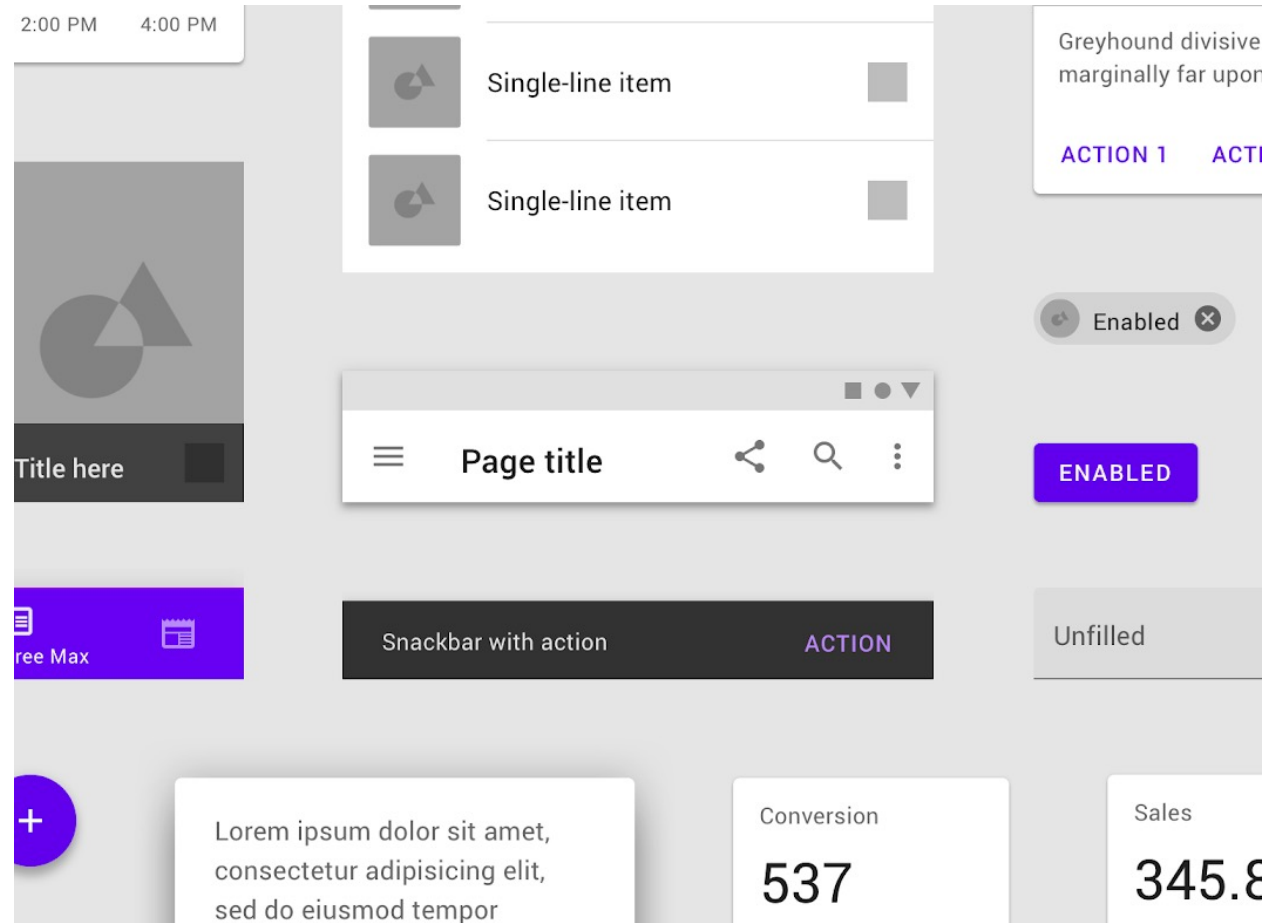 2:00 PM 4:00 PM
Single-line item
Single-line item
Greyhound divisive
marginally far upon
ACTION 1
Enabled
Title here
Page title
ENABLED
Max
Snackbar with action ACTION
Unfilled
Lorem ipsum dolor sit amet,
consectetur adipisicing elit,
sed do eiusmod tempor
Conversion
537
Sales
345.8